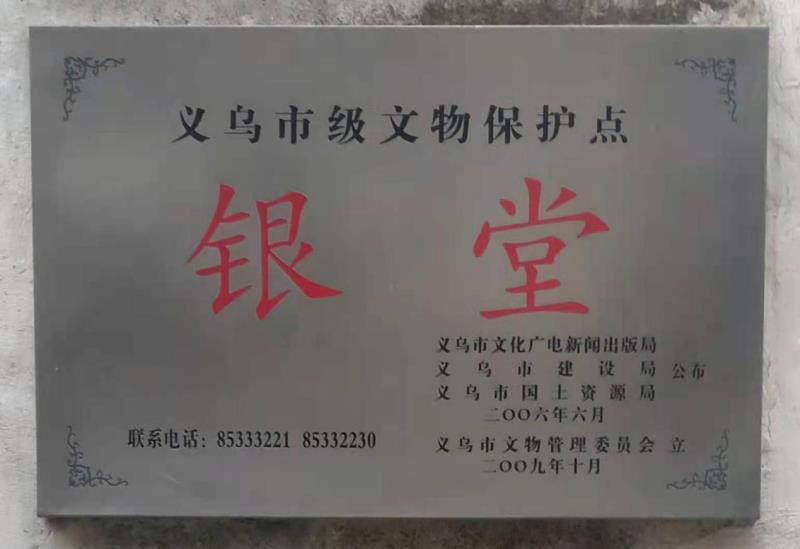 义乌市级文物保护点
银堂
义乌市文化广电新闻出版局
义乌市建设局 公布
义乌市国土资源局
二〇〇六年六月
联系电话：85333221 85332230
义乌市文物管理委员会 立
二〇〇九年十月